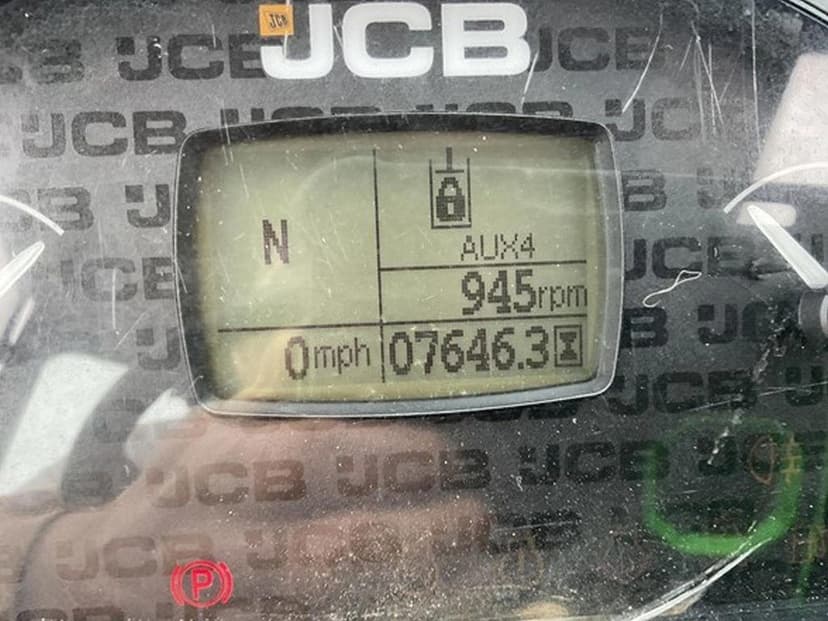 JCB
JCB
N
AUX4
945rpm
0mph
07646.3
P